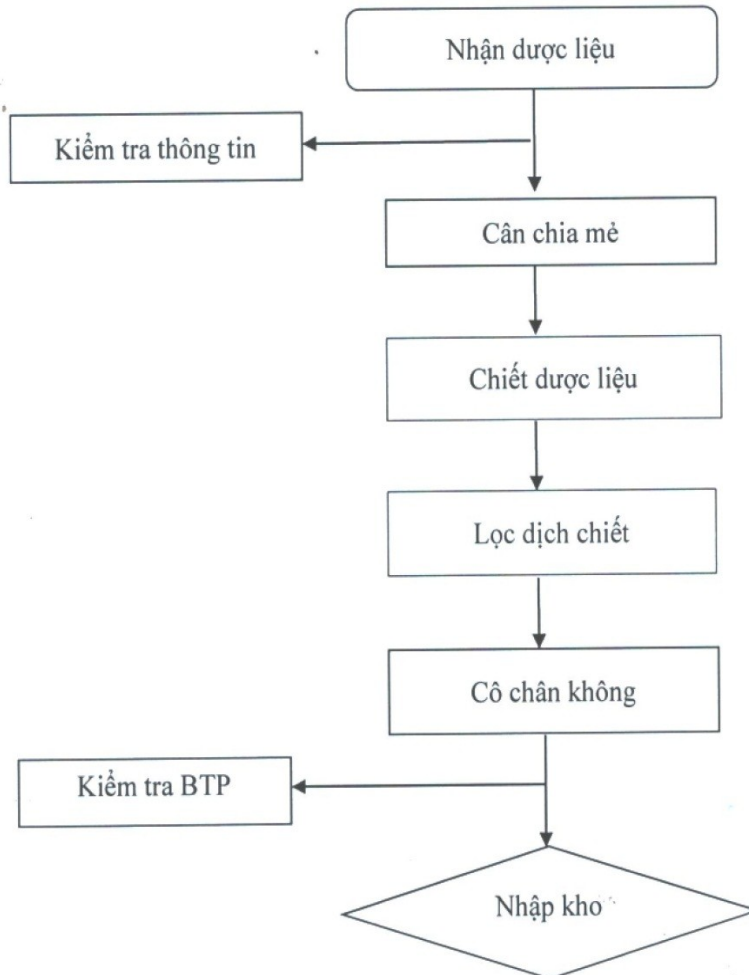 Nhận dược liệu
Kiểm tra thông tin
Cân chia mẻ
Chiết dược liệu
Lọc dịch chiết
Cô chân không
Kiểm tra BTP
Nhập kho